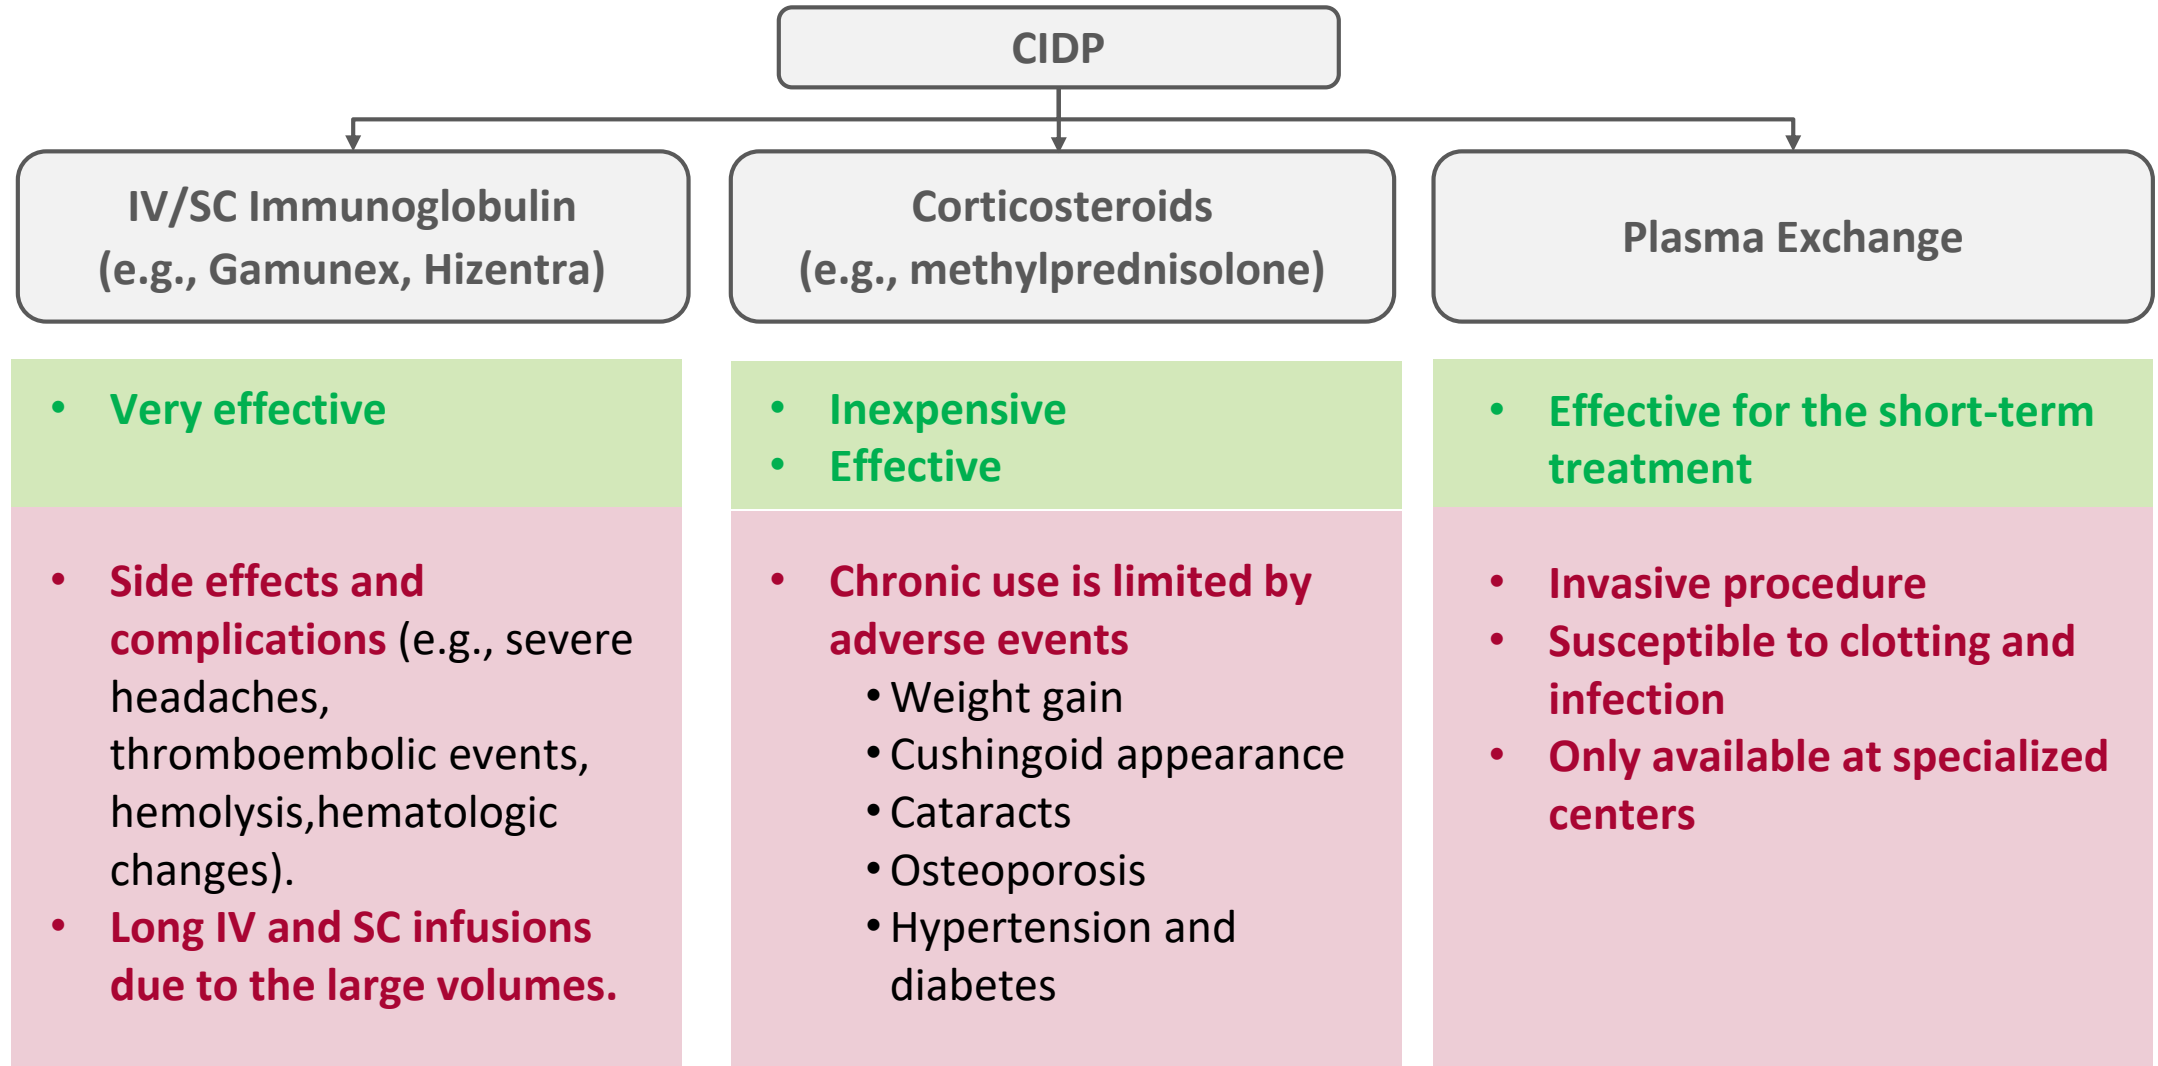 CIDP
IV/SC Immunoglobulin
(e.g., Gamunex, Hizentra)
Corticosteroids
(e.g., methylprednisolone)
Plasma Exchange
• Very effective
• Side effects and
complications (e.g., severe
headaches,
thromboembolic events,
hemolysis,hematologic
changes).
• Long IV and SC infusions
due to the large volumes.
• Inexpensive
• Effective
• Chronic use is limited by
adverse events
• Weight gain
• Cushingoid appearance
• Cataracts
• Osteoporosis
• Hypertension and
diabetes
• Effective for the short-term
treatment
• Invasive procedure
• Susceptible to clotting and
infection
• Only available at specialized
centers